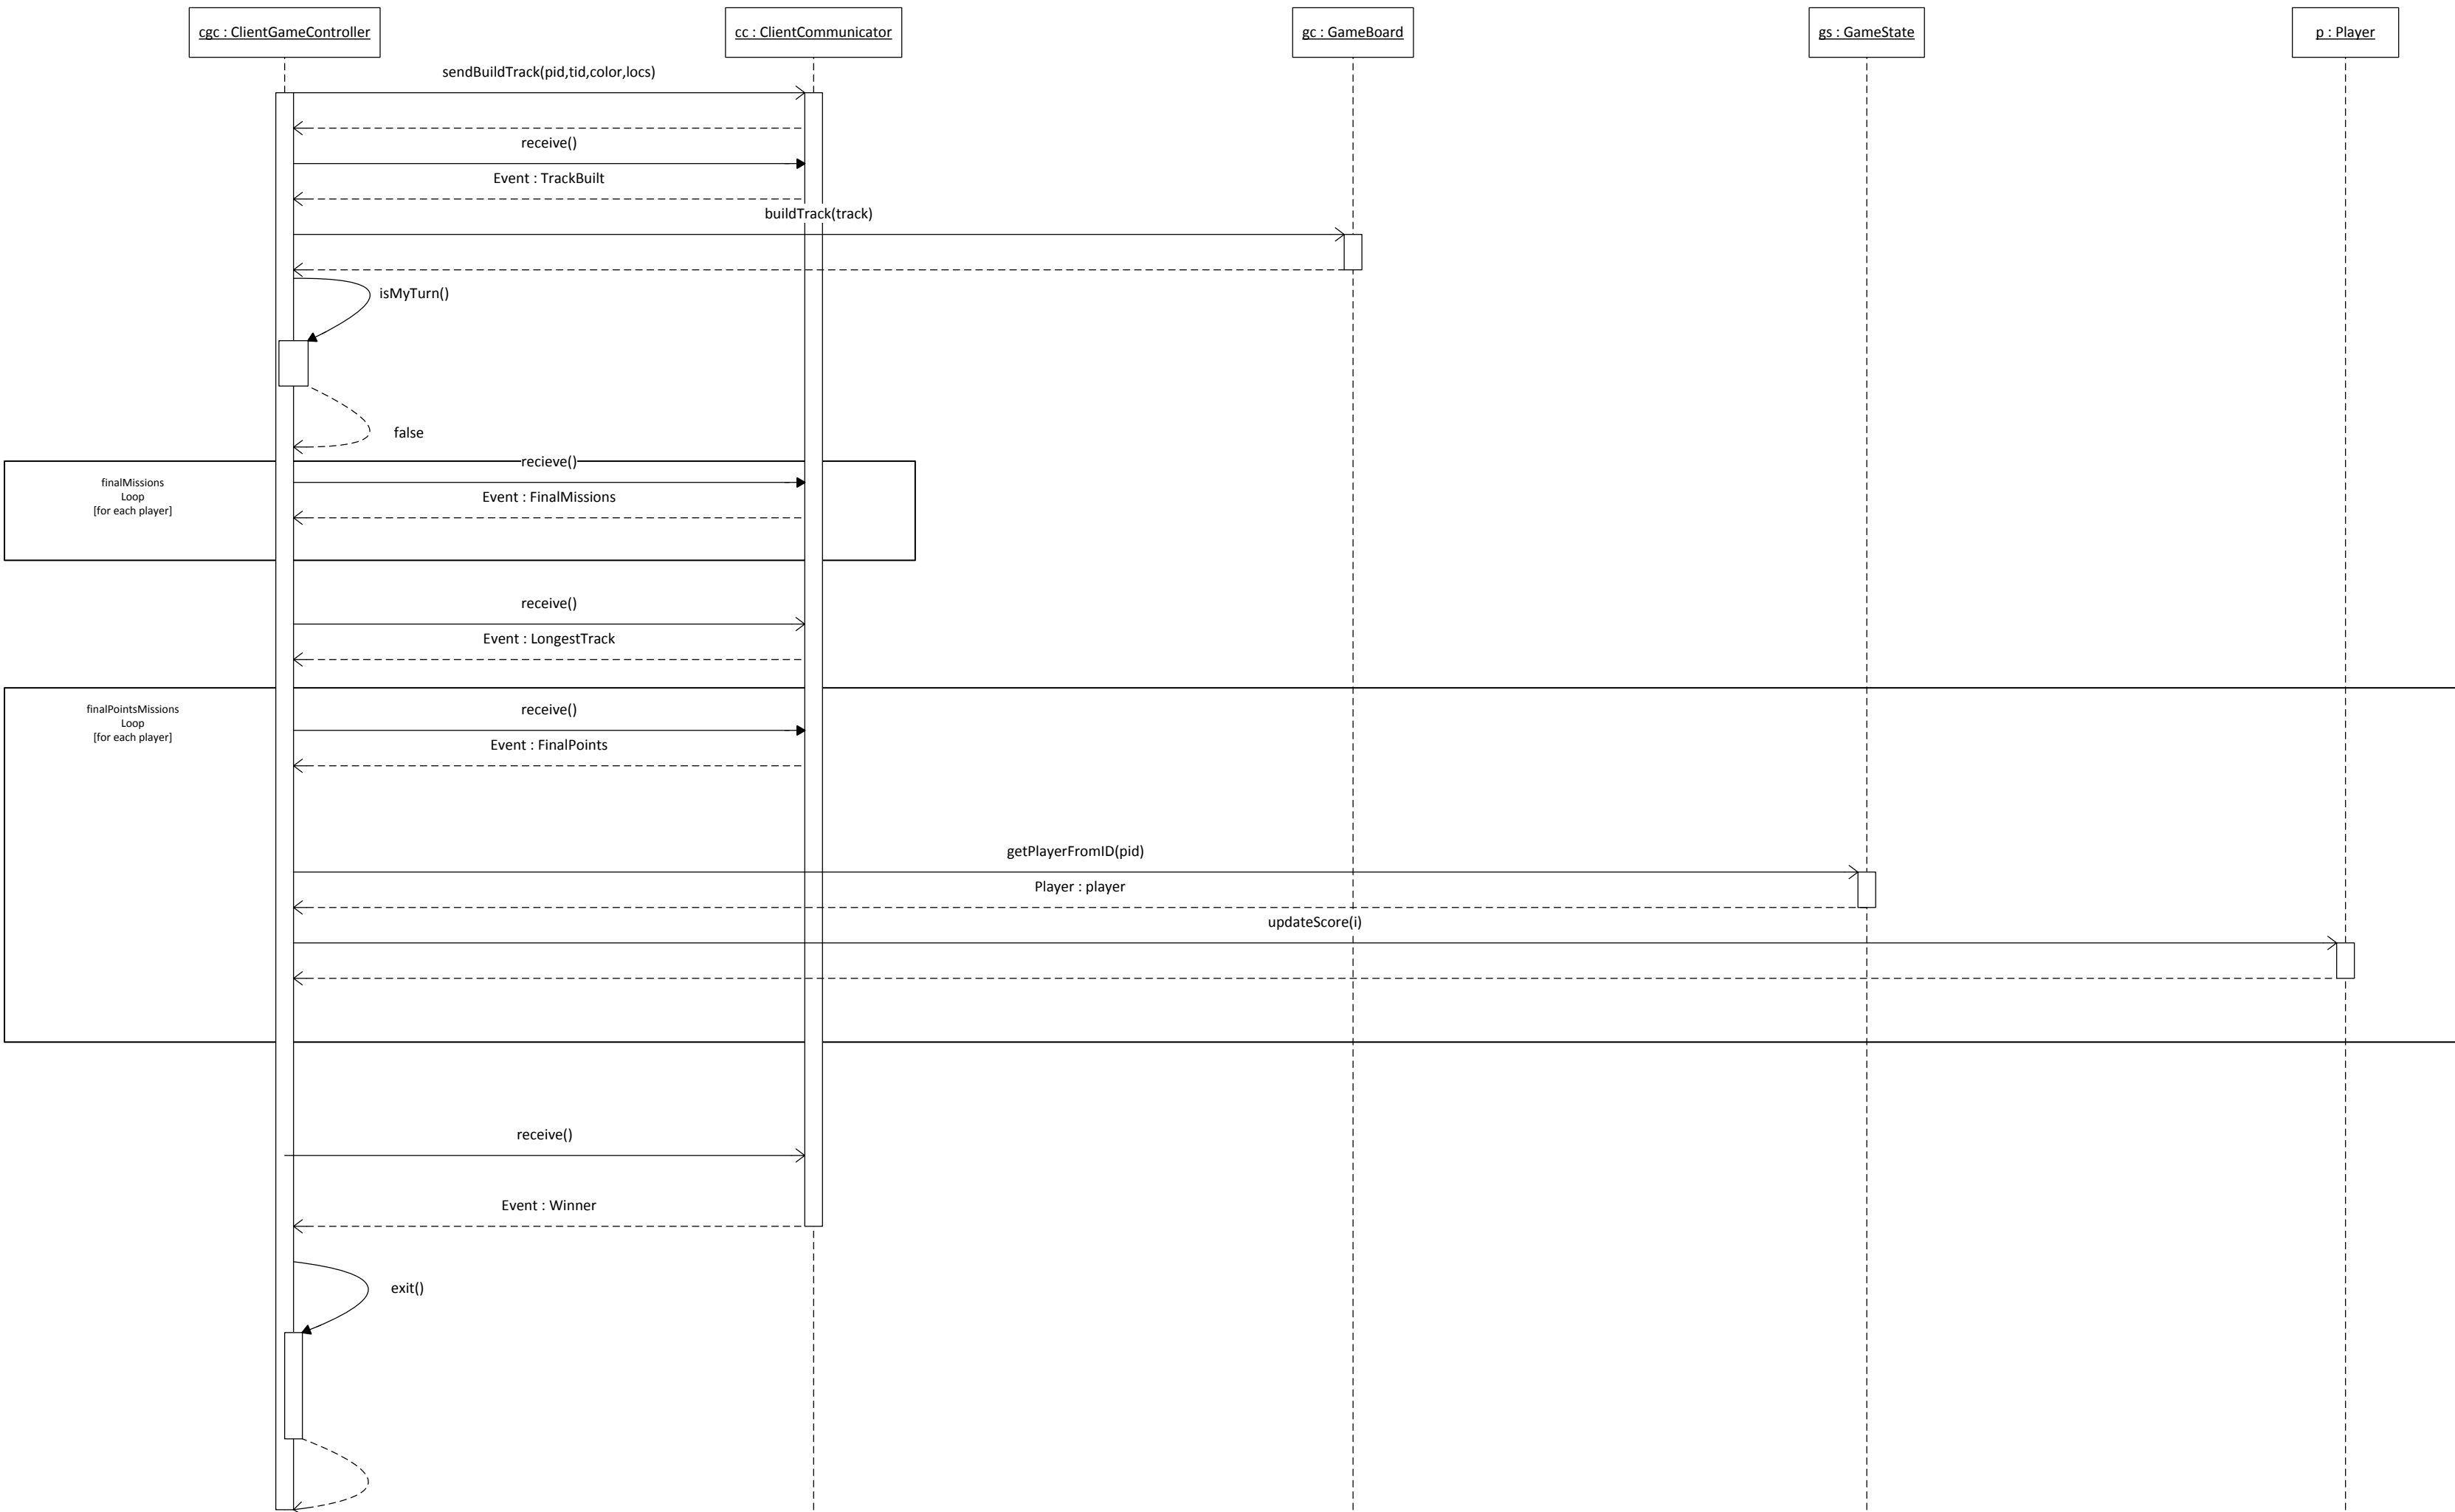 cgc : ClientGameController
cc : ClientCommunicator
gc : GameBoard
gs : GameState
p : Player
sendBuildTrack(pid,tid,color,locs)
receive()
Event : TrackBuilt
buildTrack(track)
isMyTurn()
false
recieve()
finalMissions
Loop
[for each player]
Event : FinalMissions
receive()
Event : LongestTrack
finalPointsMissions
Loop
[for each player]
receive()
Event : FinalPoints
getPlayerFromID(pid)
Player : player
updateScore(i)
receive()
Event : Winner
exit()